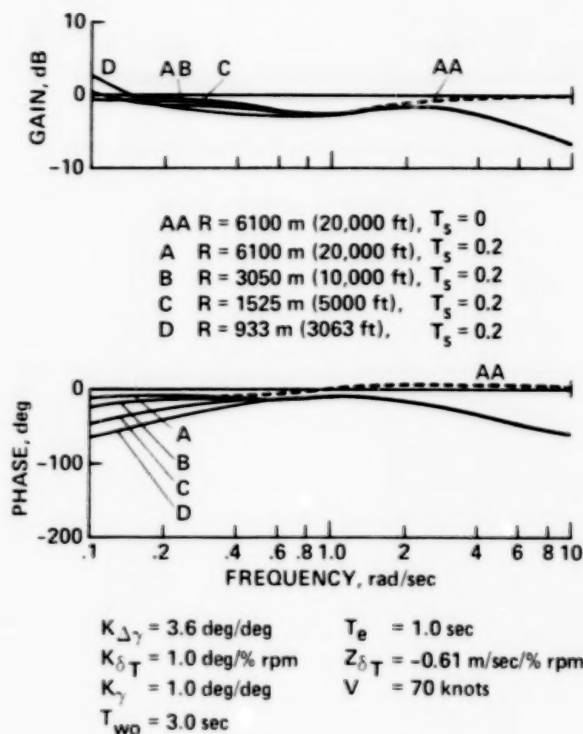 D
A B
C
AA
GAIN, dB
0
-10
AA R = 6100 m (20,000 ft), T_s = 0
A R = 6100 m (20,000 ft), T_s = 0.2
B R = 3050 m (10,000 ft), T_s = 0.2
C R = 1525 m (5000 ft), T_s = 0.2
D R = 933 m (3063 ft), T_s = 0.2
AA
PHASE, deg
0
-100
-200
A
B
C
D
.1 .2 .4 .6 .8 1.0 2 4 6 8 10
FREQUENCY, rad/sec
K_Δγ = 3.6 deg/deg T_e = 1.0 sec
K_δT = 1.0 deg/% rpm Z_δT = -0.61 m/sec/% rpm
K_γ = 1.0 deg/deg V = 70 knots
T_wo = 3.0 sec